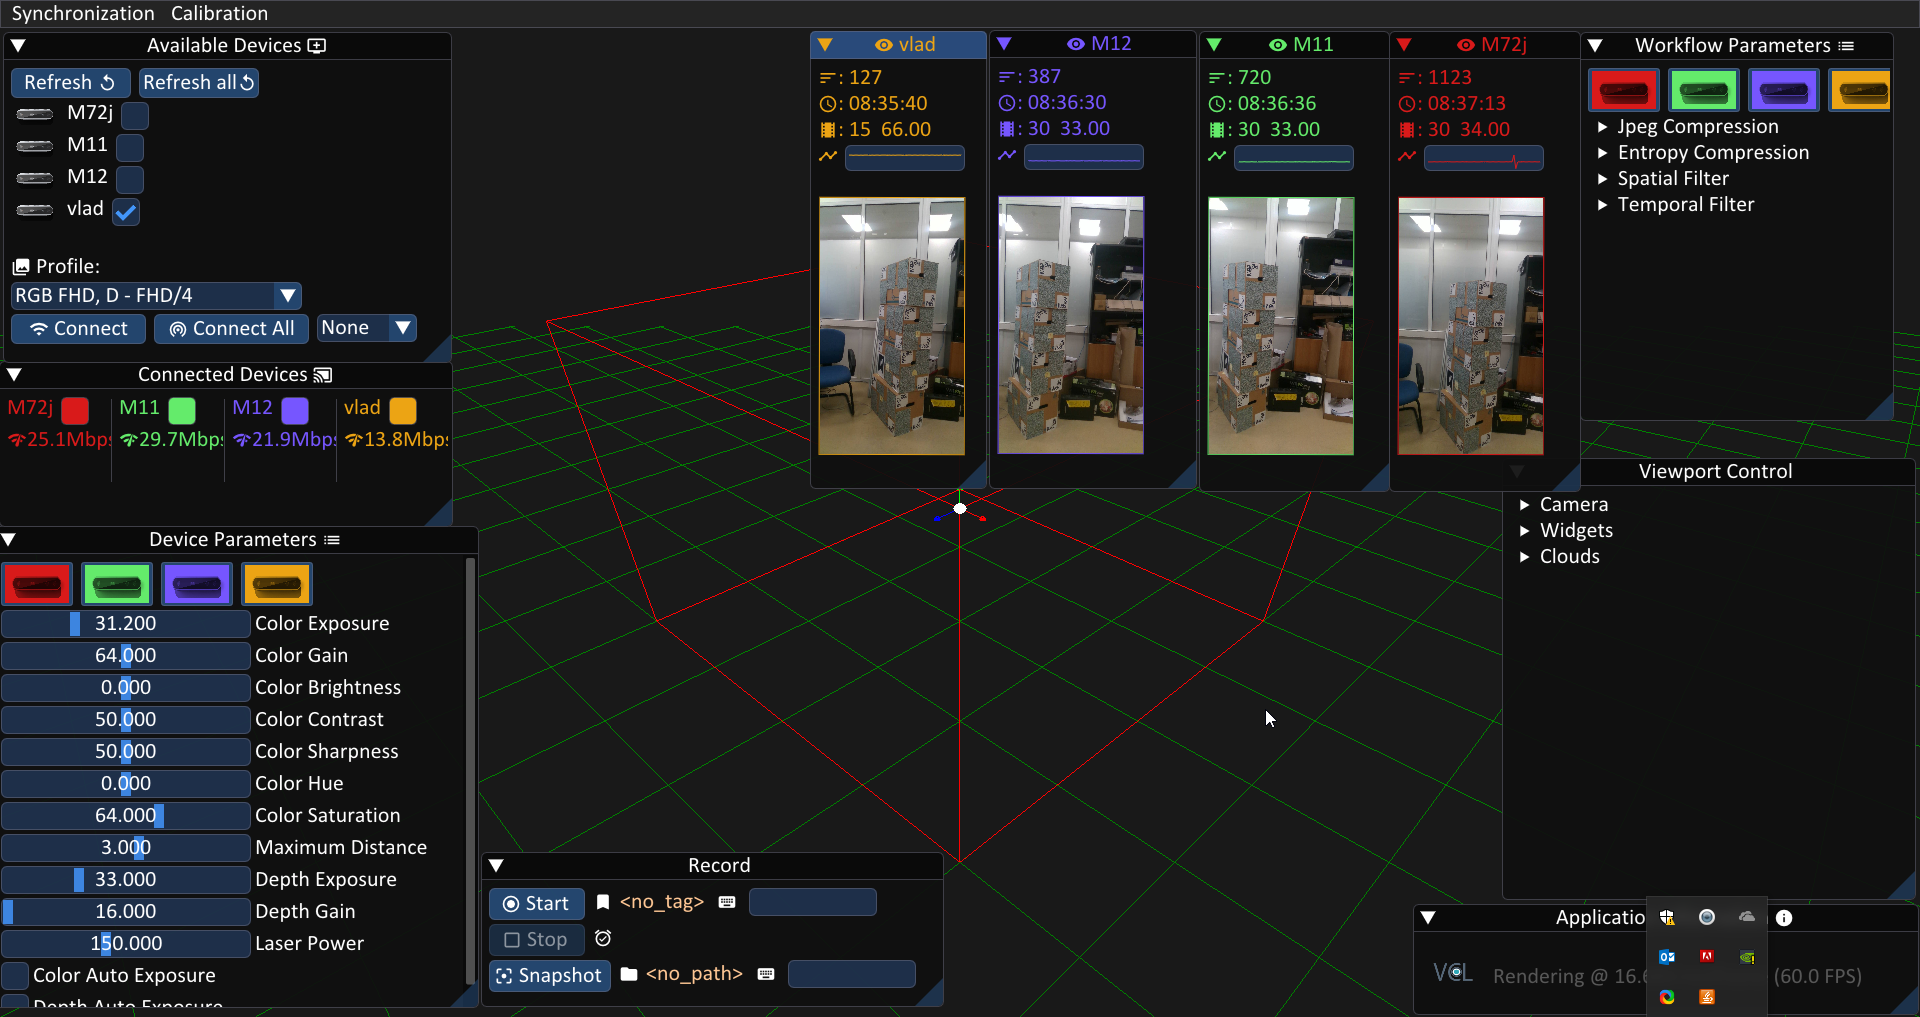 Synchronization Calibration
Available Devices
Refresh Refresh all
M72j
M11
M12
vlad
Profile:
RGB FHD, D - FHD/4
Connect Connect All None
Connected Devices
M72j M11 M12 vlad
25.1Mbps 29.7Mbps 21.9Mbps 13.8Mbps
Device Parameters
31.200 Color Exposure
64.000 Color Gain
0.000 Color Brightness
50.000 Color Contrast
50.000 Color Sharpness
0.000 Color Hue
64.000 Color Saturation
3.000 Maximum Distance
33.000 Depth Exposure
16.000 Depth Gain
150.000 Laser Power
Color Auto Exposure
Depth Auto Exposure
vlad
: 127
: 08:35:40
: 15 66.00
M12
: 387
: 08:36:30
: 30 33.00
M11
: 720
: 08:36:36
: 30 33.00
M72j
: 1123
: 08:37:13
: 30 34.00
Workflow Parameters
Jpeg Compression
Entropy Compression
Spatial Filter
Temporal Filter
Viewport Control
Camera
Widgets
Clouds
Record
Start <no_tag>
Stop
Snapshot <no_path>
Applicatio
VCL Rendering @ 16.6 (60.0 FPS)